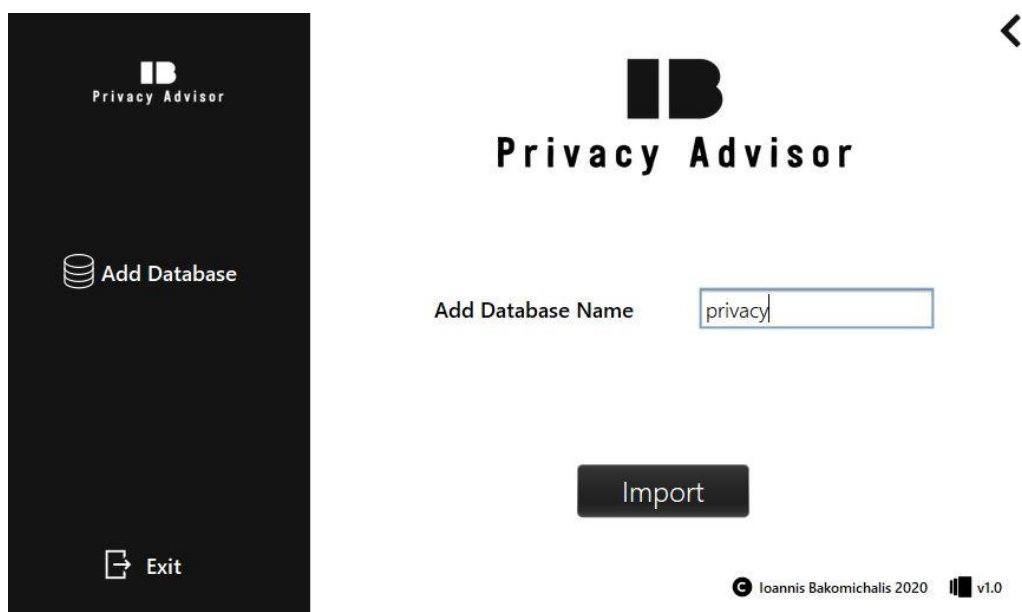 IB
Privacy Advisor
Add Database
Exit
IB
Privacy Advisor
Add Database Name
privacy
Import
C Ioannis Bakomichalis 2020
v1.0